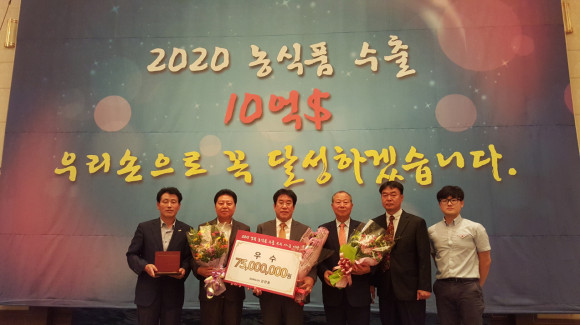 2020 농식품 수출
10억$
우리손으로 꼭 달성하겠습니다.
우 수
75,000,000원